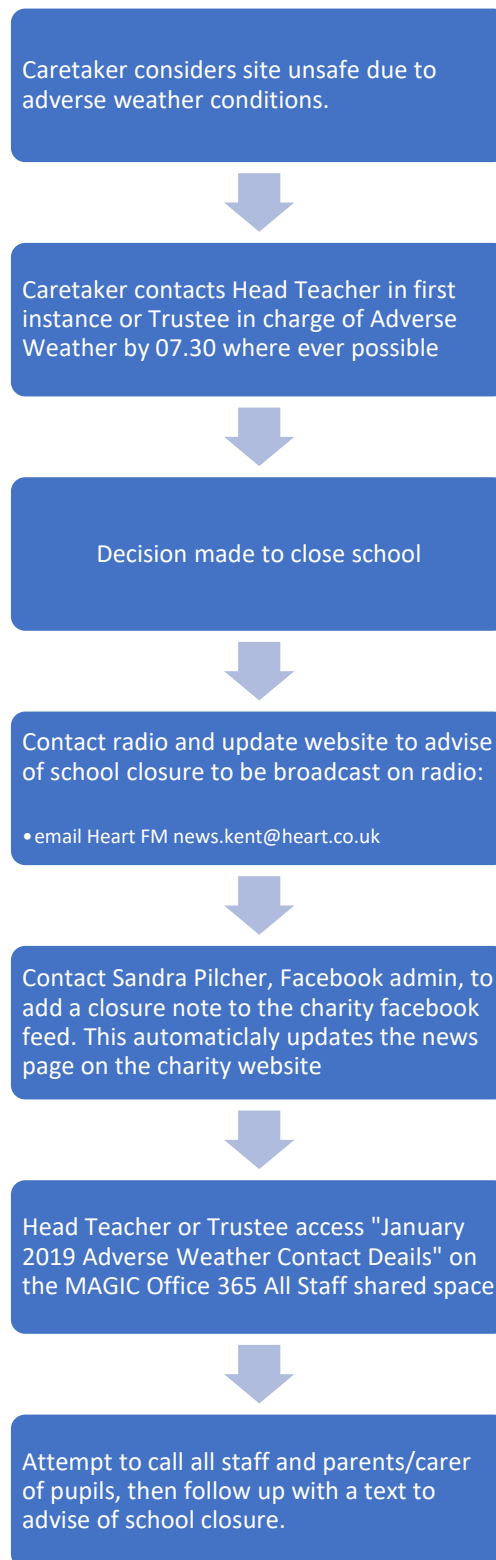 Caretaker considers site unsafe due to
adverse weather conditions.
Caretaker contacts Head Teacher in first
instance or Trustee in charge of Adverse
Weather by 07.30 where ever possible
Decision made to close school
Contact radio and update website to advise
of school closure to be broadcast on radio:
•email Heart FM news.kent@heart.co.uk
Contact Sandra Pilcher, Facebook admin, to
add a closure note to the charity facebook
feed. This automaticlaly updates the news
page on the charity website
Head Teacher or Trustee access "January
2019 Adverse Weather Contact Deails" on
the MAGIC Office 365 All Staff shared space
Attempt to call all staff and parents/carer
of pupils, then follow up with a text to
advise of school closure.